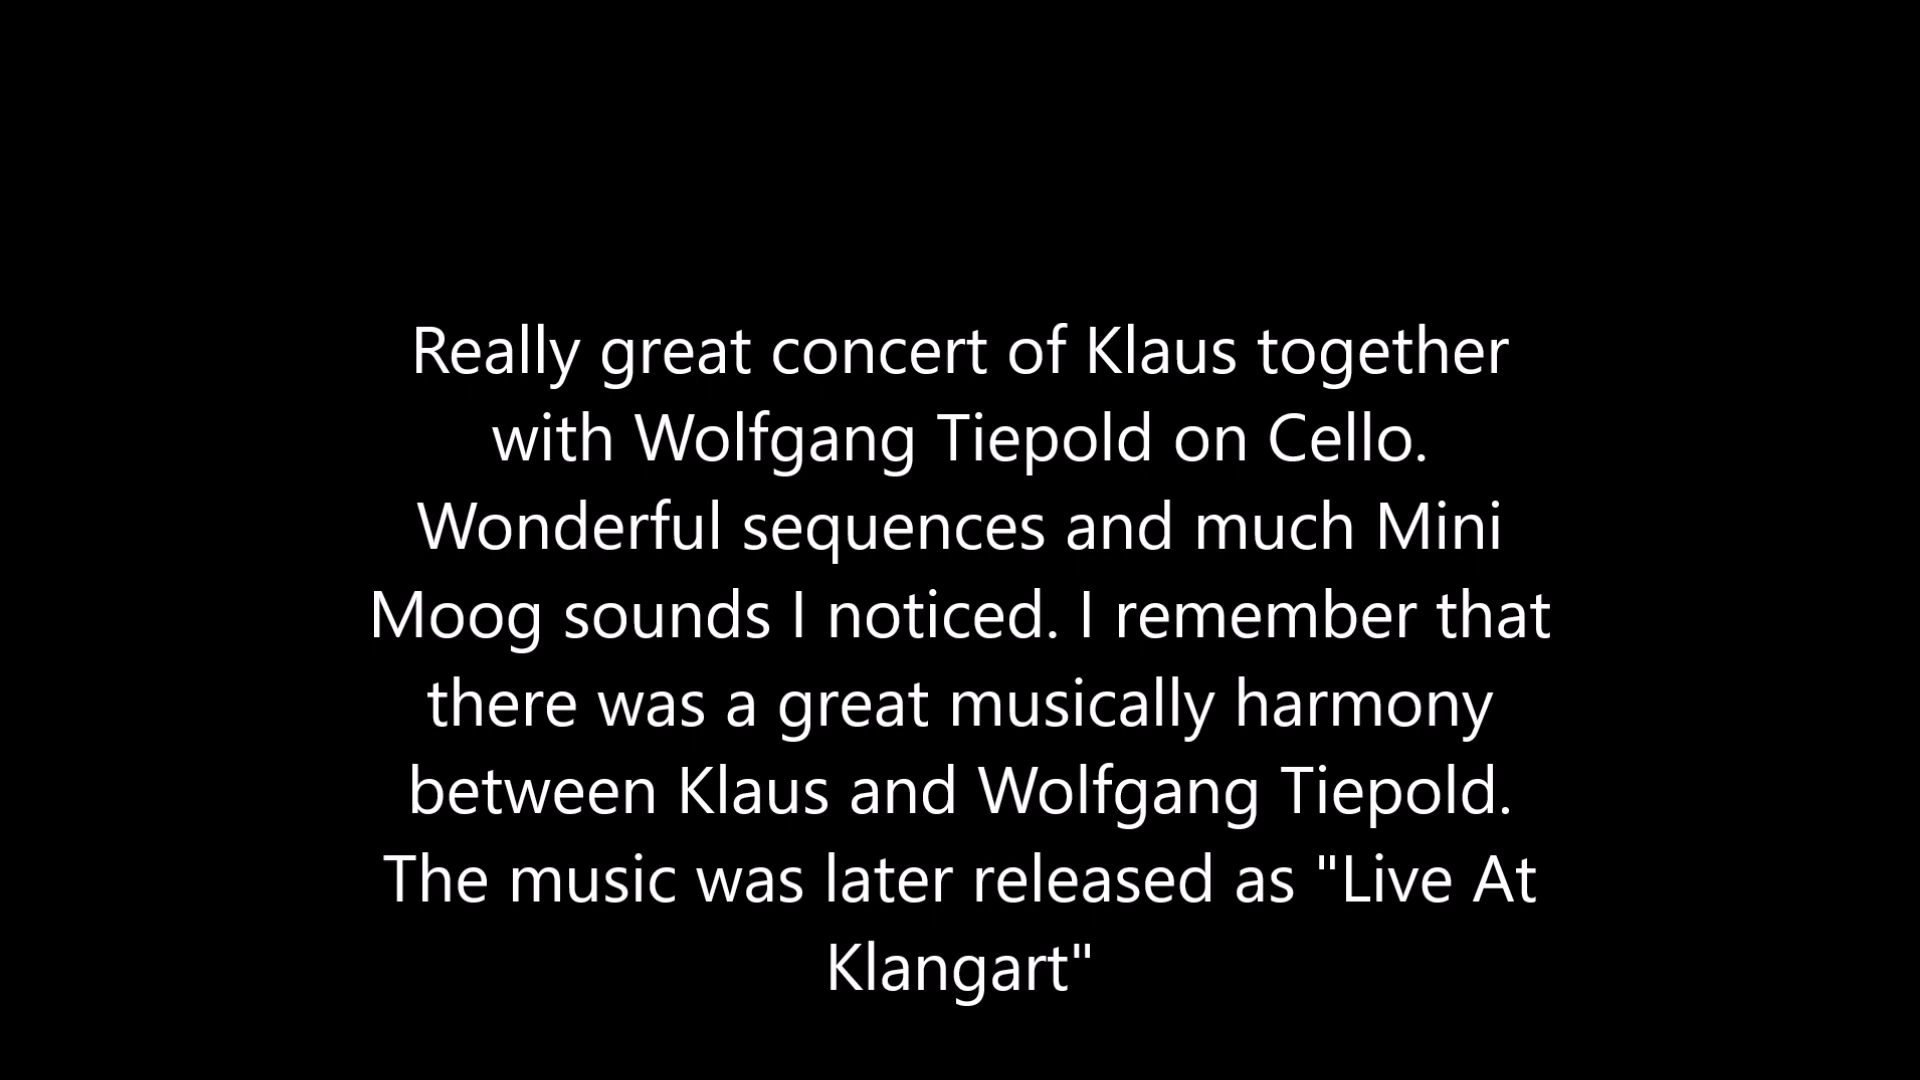 Really great concert of Klaus together
with Wolfgang Tiepold on Cello.
Wonderful sequences and much Mini
Moog sounds I noticed. I remember that
there was a great musically harmony
between Klaus and Wolfgang Tiepold.
The music was later released as "Live At
Klangart"